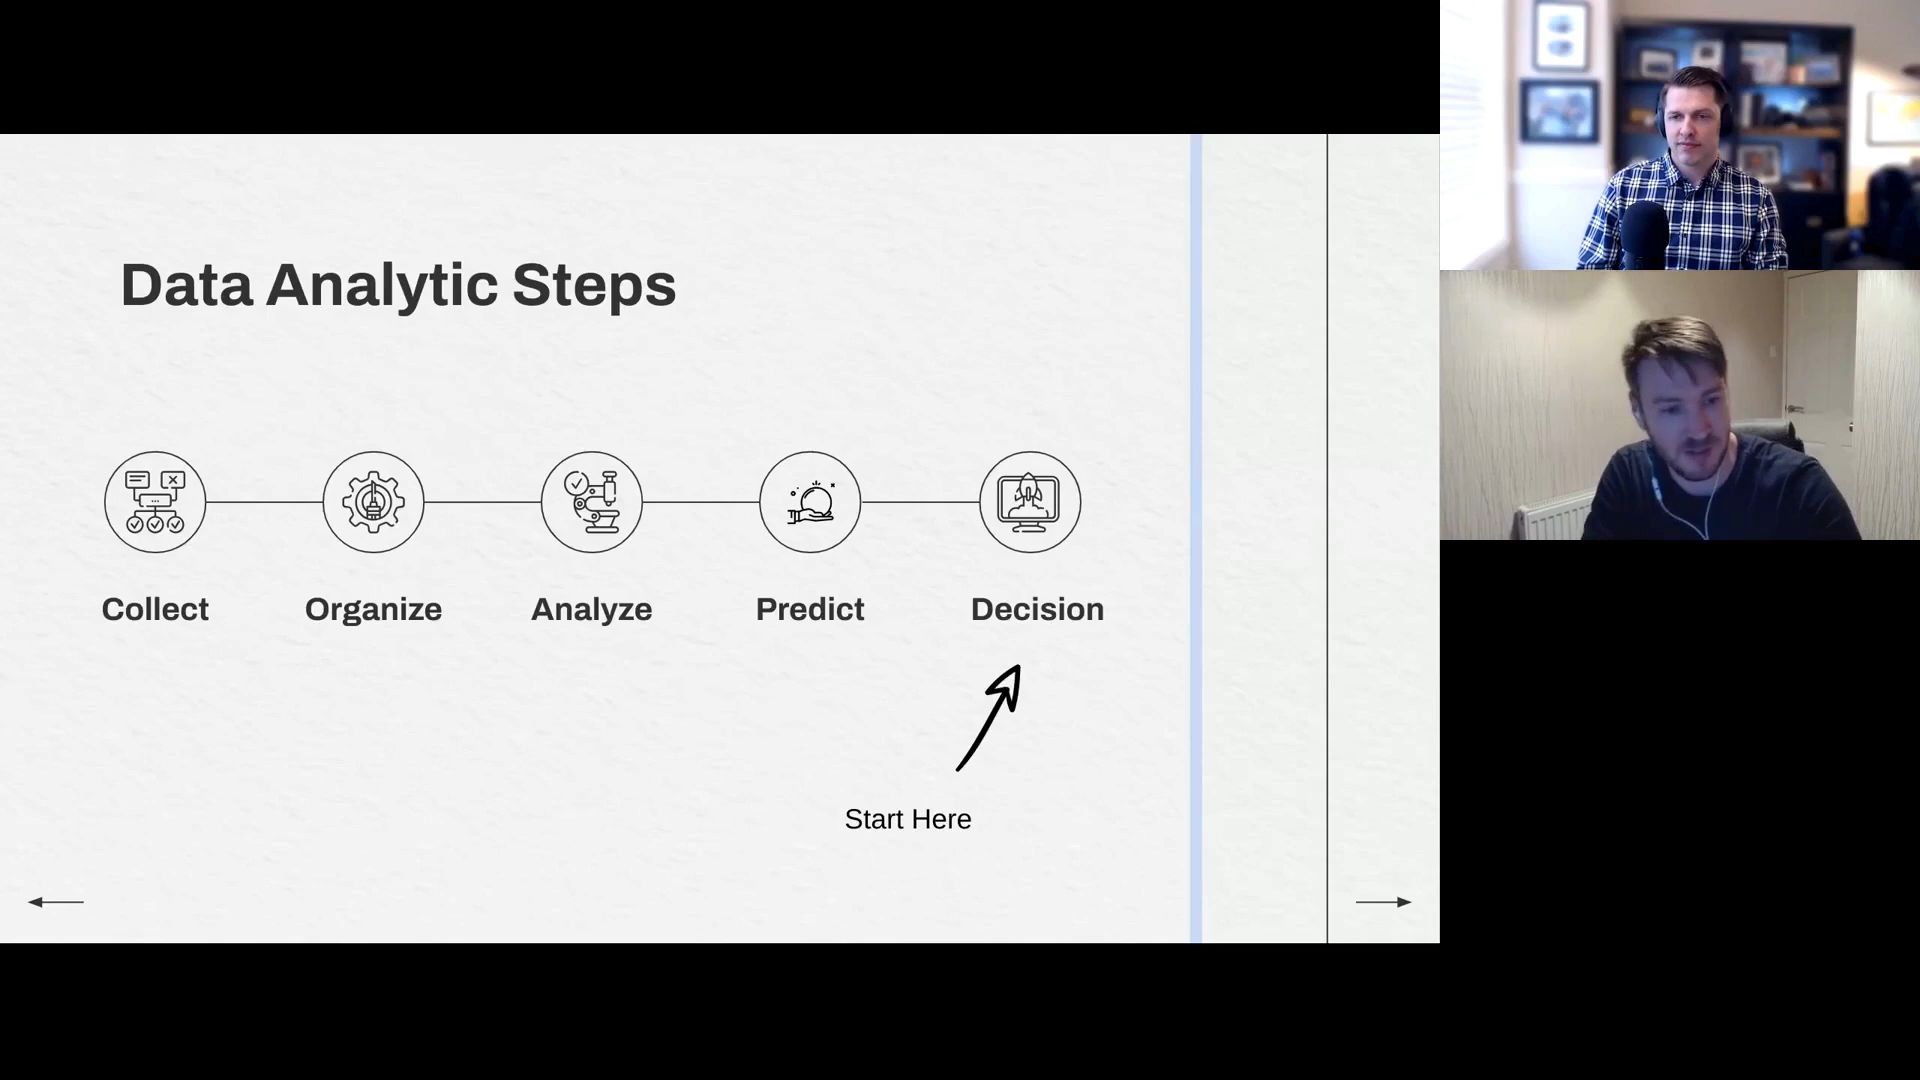 Data Analytic Steps
Collect
Organize
Analyze
Predict
Decision
Start Here